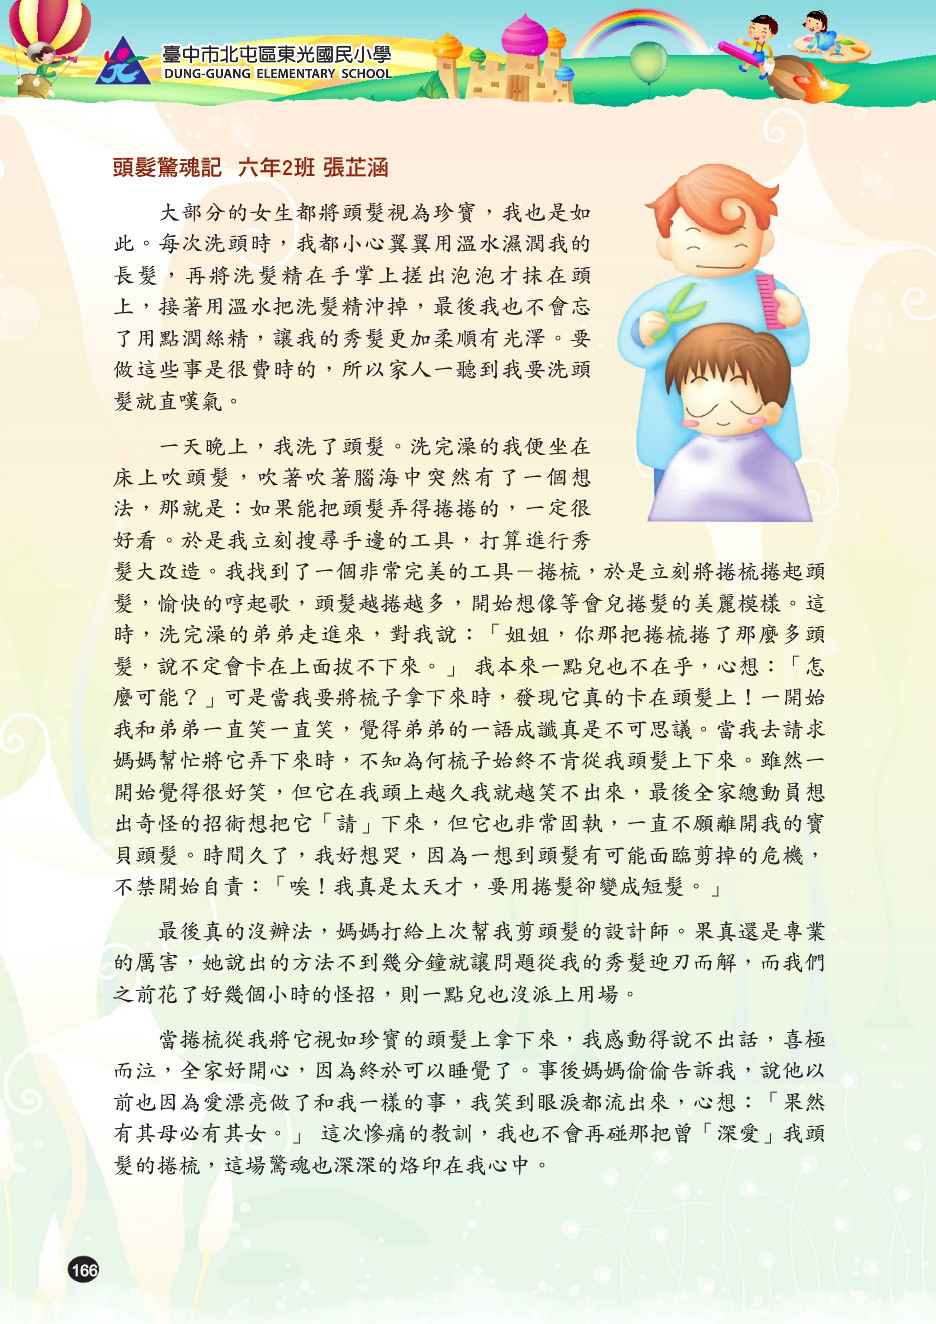 臺中市北屯區東光國民小學
DUNG-GUANG ELEMENTARY SCHOOL
頭髮驚魂記 六年2班 張芷涵
大部分的女生都將頭髮視為珍寶，我也是如
此。每次洗頭時，我都小心翼翼用溫水濕潤我的
長髮，再將洗髮精在手掌上搓出泡泡才抹在頭
上，接著用溫水把洗髮精沖掉，最後我也不會忘
了用點潤絲精，讓我的秀髮更加柔順有光澤。要
做這些事是很費時的，所以家人一聽到我要洗頭
髮就直嘆氣。
一天晚上，我洗了頭髮。洗完澡的我便坐在
床上吹頭髮，吹著吹著腦海中突然有了一個想
法，那就是：如果能把頭髮弄得捲捲的，一定很
好看。於是我立刻搜尋手邊的工具，打算進行秀
髮大改造。我找到了一個非常完美的工具－捲梳，於是立刻將捲梳捲起頭
髮，愉快的哼起歌，頭髮越捲越多，開始想像等會兒捲髮的美麗模樣。這
時，洗完澡的弟弟走進來，對我說：「姐姐，你那把捲梳捲了那麼多頭
髮，說不定會卡在上面拔不下來。」 我本來一點兒也不在乎，心想：「怎
麼可能？」可是當我要將梳子拿下來時，發現它真的卡在頭髮上！一開始
我和弟弟一直笑一直笑，覺得弟弟的一語成讖真是不可思議。當我去請求
媽媽幫忙將它弄下來時，不知為何梳子始終不肯從我頭髮上下來。雖然一
開始覺得很好笑，但它在我頭上越久我就越笑不出來，最後全家總動員想
出奇怪的招術想把它「請」下來，但它也非常固執，一直不願離開我的寶
貝頭髮。時間久了，我好想哭，因為一想到頭髮有可能面臨剪掉的危機，
不禁開始自責：「唉！我真是太天才，要用捲髮卻變成短髮。」
最後真的沒辦法，媽媽打給上次幫我剪頭髮的設計師。果真還是專業
的厲害，她說出的方法不到幾分鐘就讓問題從我的秀髮迎刃而解，而我們
之前花了好幾個小時的怪招，則一點兒也沒派上用場。
當捲梳從我將它視如珍寶的頭髮上拿下來，我感動得說不出話，喜極
而泣，全家好開心，因為終於可以睡覺了。事後媽媽偷偷告訴我，說他以
前也因為愛漂亮做了和我一樣的事，我笑到眼淚都流出來，心想：「果然
有其母必有其女。」 這次慘痛的教訓，我也不會再碰那把曾「深愛」我頭
髮的捲梳，這場驚魂也深深的烙印在我心中。
166